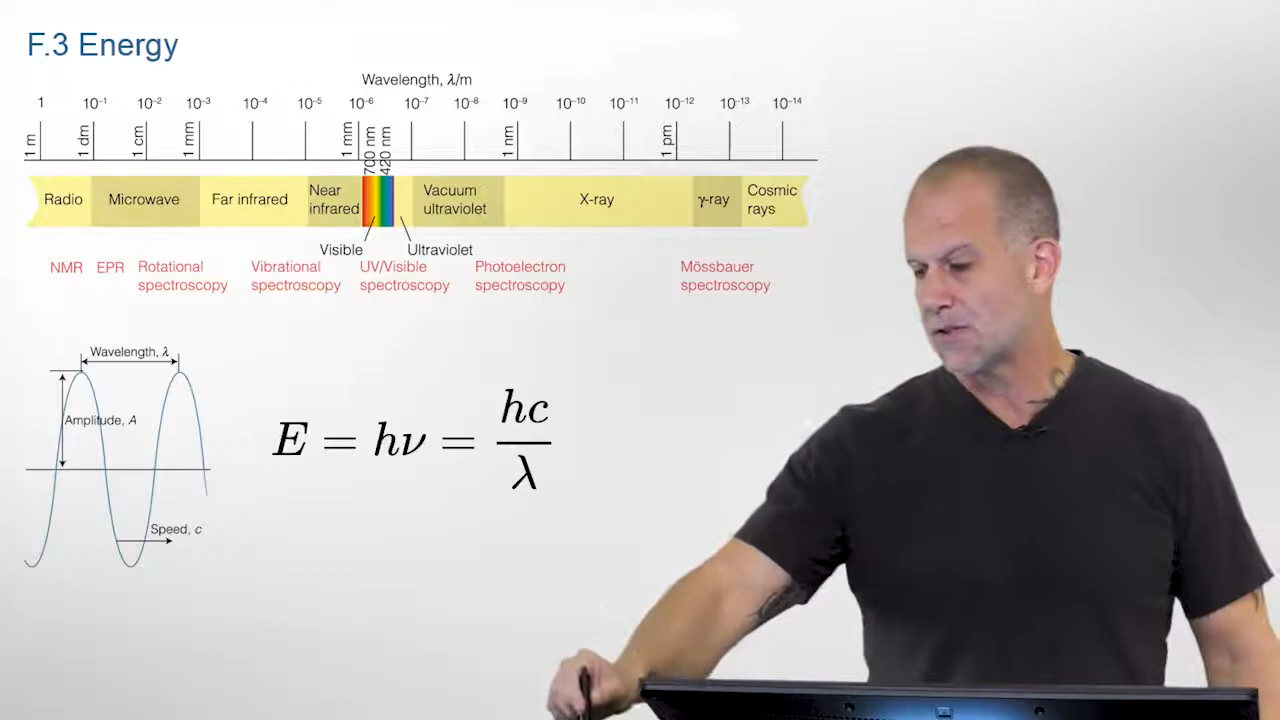 F.3 Energy
Wavelength, λ/m
1 10⁻¹ 10⁻² 10⁻³ 10⁻⁴ 10⁻⁵ 10⁻⁶ 10⁻⁷ 10⁻⁸ 10⁻⁹ 10⁻¹⁰ 10⁻¹¹ 10⁻¹² 10⁻¹³ 10⁻¹⁴
1 m 1 dm 1 cm 1 mm 1 mm 700 nm 420 nm 1 nm 1 pm
Radio Microwave Far infrared Near infrared Vacuum ultraviolet X-ray γ-ray Cosmic rays
Visible Ultraviolet
NMR EPR Rotational spectroscopy Vibrational spectroscopy UV/Visible spectroscopy Photoelectron spectroscopy Mössbauer spectroscopy
Wavelength, λ
Amplitude, A
Speed, c
E = hν = hc/λ